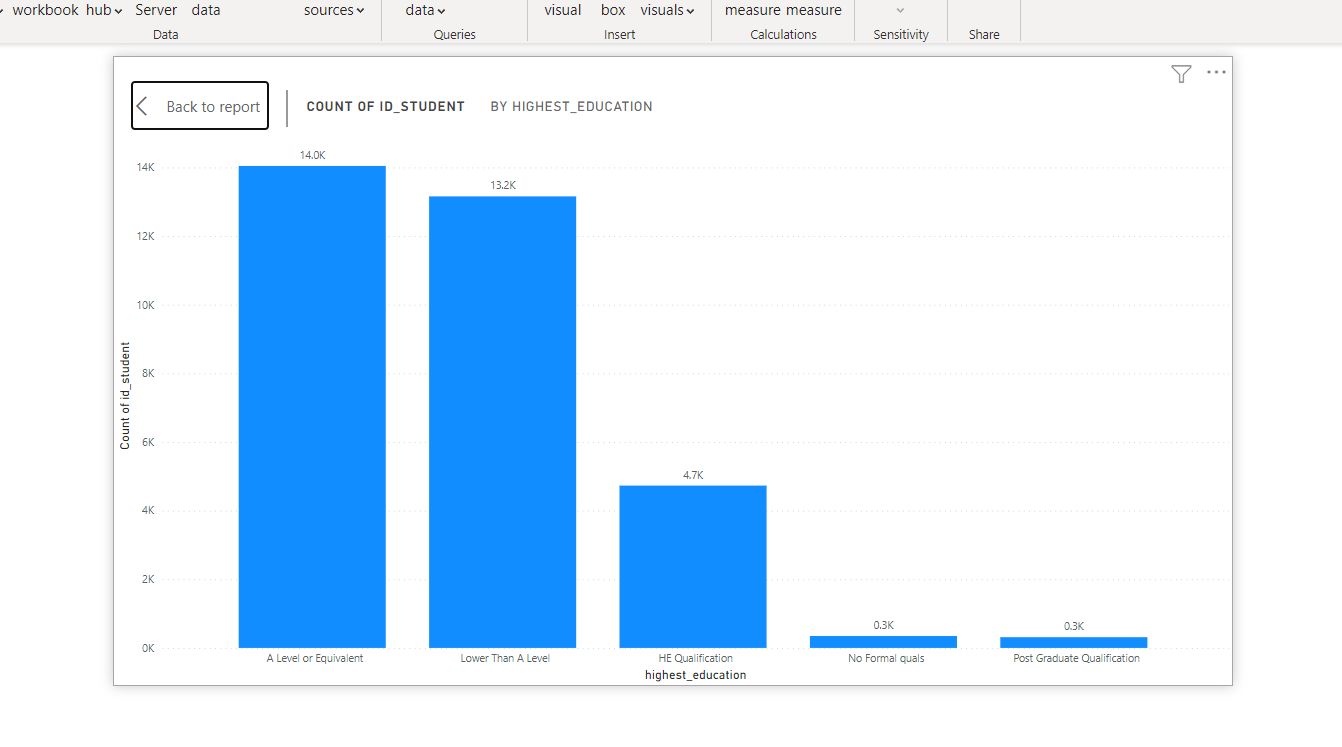 workbook hub Server data sources data visual box visuals measure measure
Data Queries Insert Calculations Sensitivity Share
Back to report COUNT OF ID_STUDENT BY HIGHEST_EDUCATION
14.0K
14K
13.2K
12K
10K
8K
6K
4.7K
4K
2K
0.3K
0.3K
0K
Count of id_student
A Level or Equivalent Lower Than A Level HE Qualification No Formal quals Post Graduate Qualification
highest_education